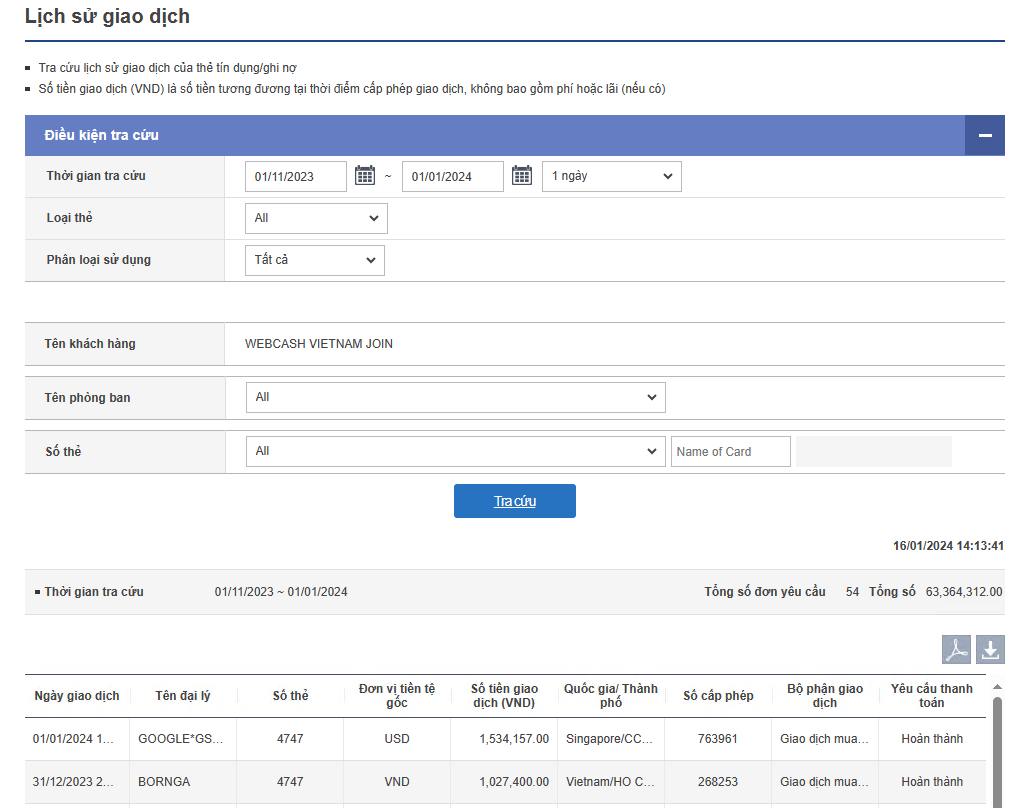 Lịch sử giao dịch
Tra cứu lịch sử giao dịch của thẻ tín dụng/ghi nợ
Số tiền giao dịch (VND) là số tiền tương đương tại thời điểm cấp phép giao dịch, không bao gồm phí hoặc lãi (nếu có)
Điều kiện tra cứu
Thời gian tra cứu 01/11/2023 ~ 01/01/2024 1 ngày
Loại thẻ All
Phân loại sử dụng Tất cả
Tên khách hàng WEBCASH VIETNAM JOIN
Tên phòng ban All
Số thẻ All Name of Card
Tra cứu
16/01/2024 14:13:41
Thời gian tra cứu 01/11/2023 ~ 01/01/2024 Tổng số đơn yêu cầu 54 Tổng số 63,364,312.00
Ngày giao dịch Tên đại lý Số thẻ Đơn vị tiền tệ gốc Số tiền giao dịch (VND) Quốc gia/ Thành phố Số cấp phép Bộ phận giao dịch Yêu cầu thanh toán
01/01/2024 1... GOOGLE*GS... 4747 USD 1,534,157.00 Singapore/CC... 763961 Giao dịch mua... Hoàn thành
31/12/2023 2... BORNGA 4747 VND 1,027,400.00 Vietnam/HO C... 268253 Giao dịch mua... Hoàn thành